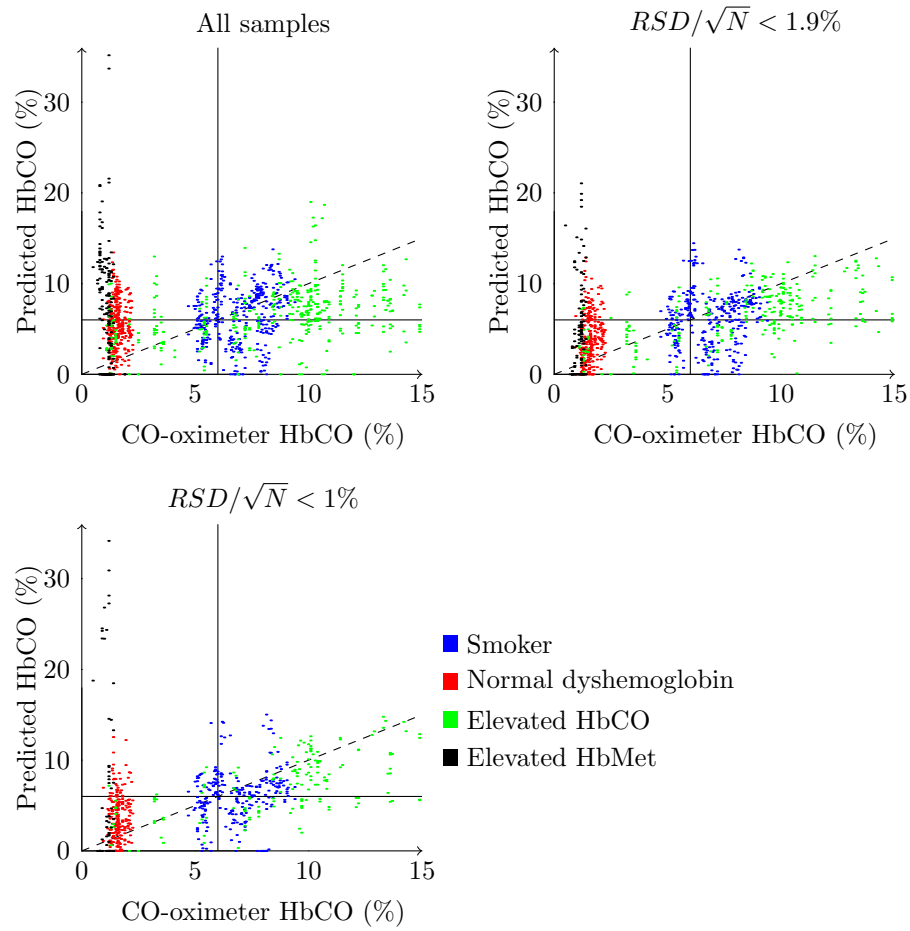 All samples
RSD/√N < 1.9%
Predicted HbCO (%)
30
20
10
0
0 5 10 15
CO-oximeter HbCO (%)
Predicted HbCO (%)
30
20
10
0
0 5 10 15
CO-oximeter HbCO (%)
RSD/√N < 1%
Predicted HbCO (%)
30
20
10
0
0 5 10 15
CO-oximeter HbCO (%)
Smoker
Normal dyshemoglobin
Elevated HbCO
Elevated HbMet